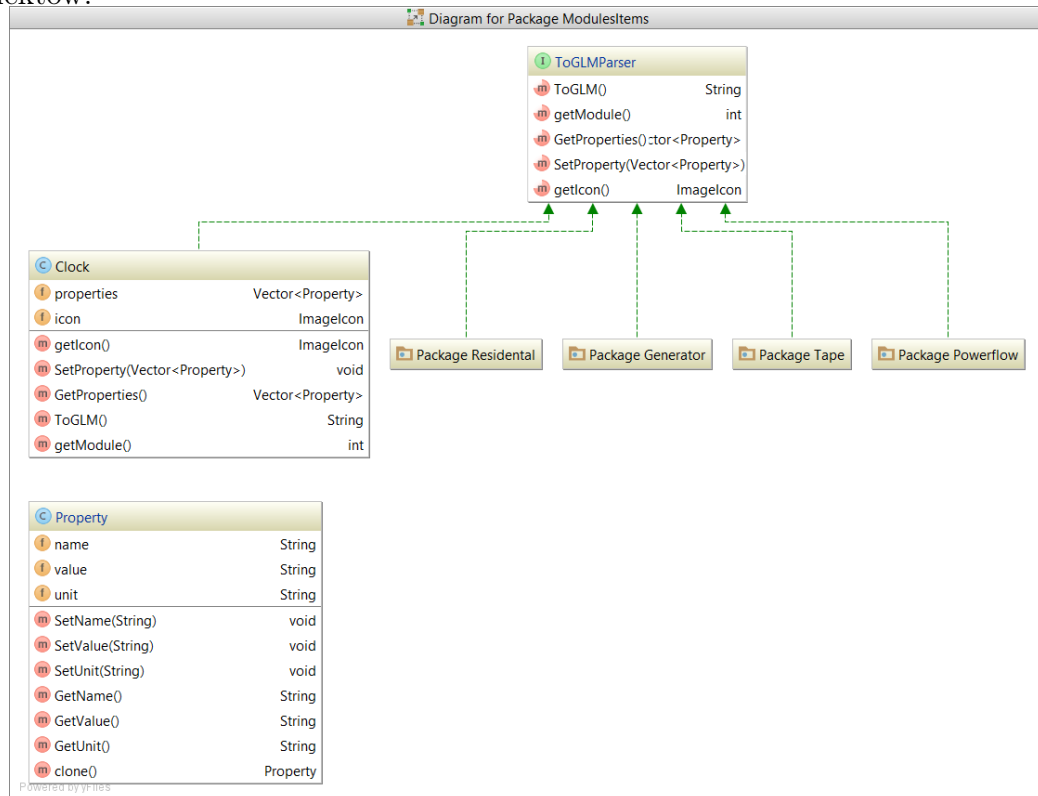 Diagram for Package ModulesItems
I ToGLMParser
m ToGLM() String
m getModule() int
m GetProperties() :tor<Property>
m SetProperty(Vector<Property>)
m getIcon() ImageIcon
C Clock
f properties Vector<Property>
f icon ImageIcon
m getIcon() ImageIcon
m SetProperty(Vector<Property>) void
m GetProperties() Vector<Property>
m ToGLM() String
m getModule() int
Package Residental
Package Generator
Package Tape
Package Powerflow
C Property
f name String
f value String
f unit String
m SetName(String) void
m SetValue(String) void
m SetUnit(String) void
m GetName() String
m GetValue() String
m GetUnit() String
m clone() Property
Powered by yFiles